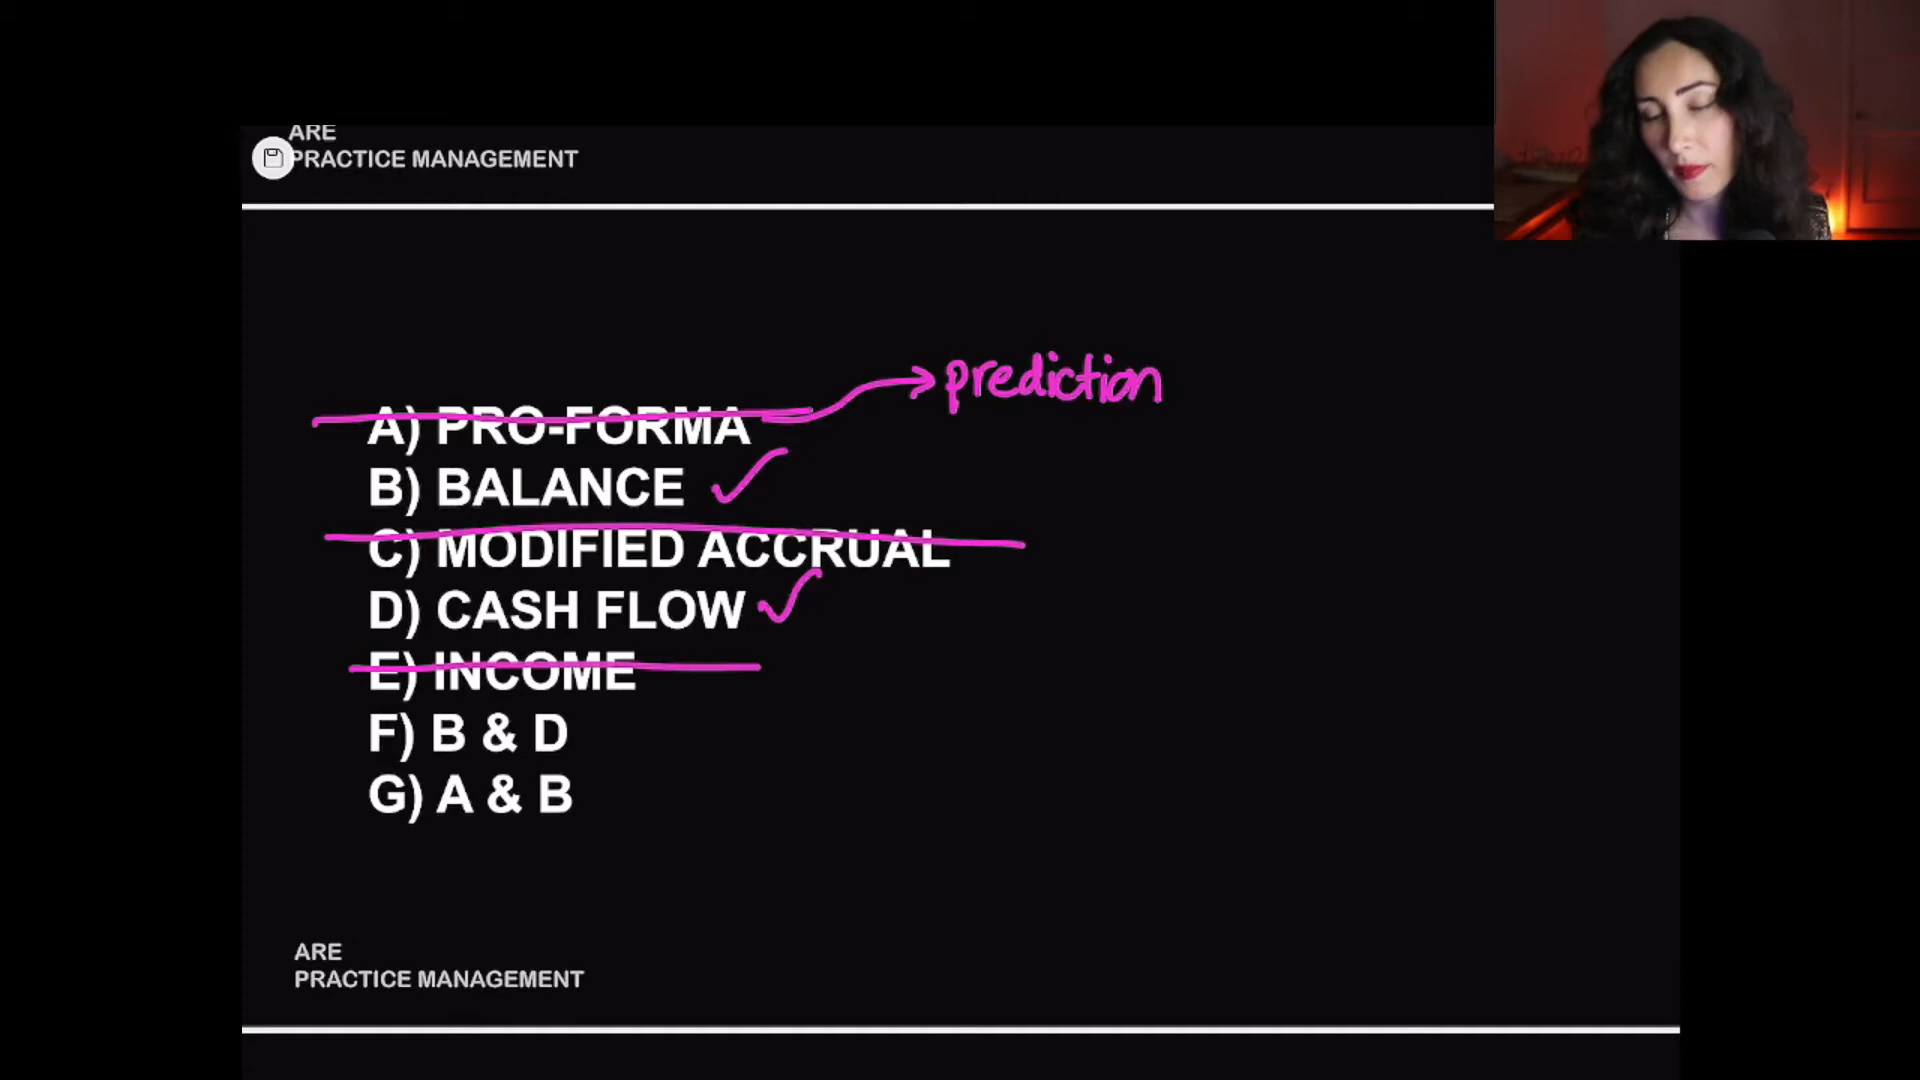 ARE
PRACTICE MANAGEMENT
prediction
A) PRO-FORMA
B) BALANCE
C) MODIFIED ACCRUAL
D) CASH FLOW
E) INCOME
F) B & D
G) A & B
ARE
PRACTICE MANAGEMENT